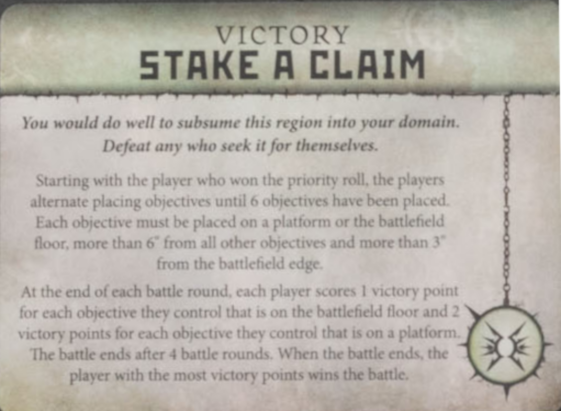 VICTORY
STAKE A CLAIM
You would do well to subsume this region into your domain.
Defeat any who seek it for themselves.
Starting with the player who won the priority roll, the players
alternate placing objectives until 6 objectives have been placed.
Each objective must be placed on a platform or the battlefield
floor, more than 6" from all other objectives and more than 3"
from the battlefield edge.
At the end of each battle round, each player scores 1 victory point
for each objective they control that is on the battlefield floor and 2
victory points for each objective they control that is on a platform.
The battle ends after 4 battle rounds. When the battle ends, the
player with the most victory points wins the battle.